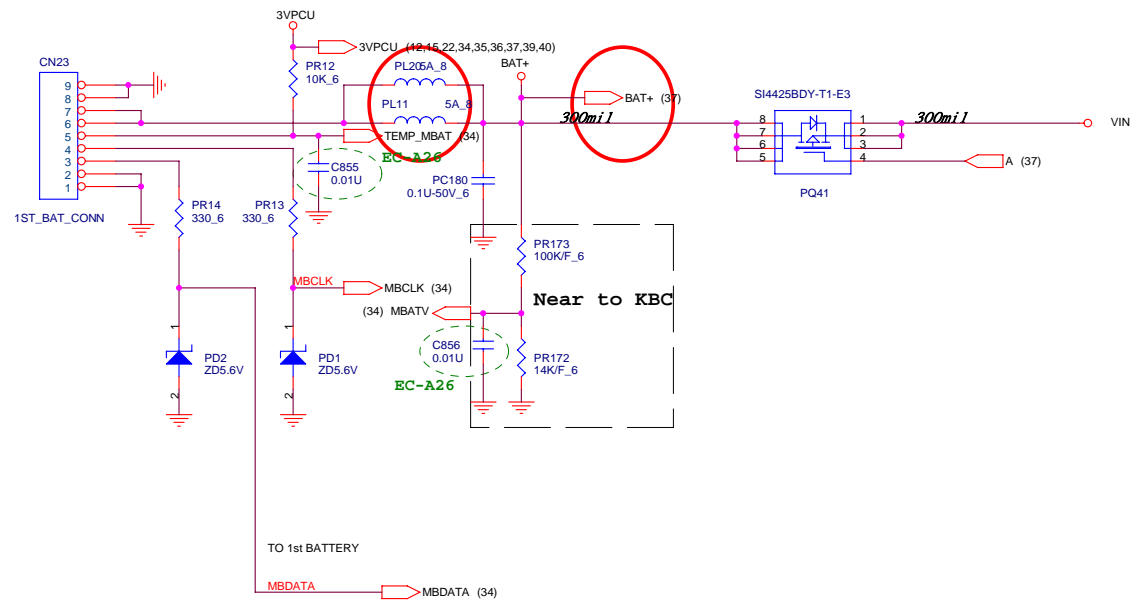 3VPCU
3VPCU (12,15,22,34,35,36,37,39,40)
CN23
PR12
10K_6
PL20
5A_8
BAT+
9
8
7
6
5
4
3
2
1
PL11
5A_8
BAT+ (37)
300mil
SI4425BDY-T1-E3
8
7
6
5
1
2
3
4
300mil
VIN
TEMP_MBAT (34)
EC-A26
C855
0.01U
PC180
0.1U-50V_6
A (37)
PQ41
1ST_BAT_CONN
PR14
330_6
PR13
330_6
PR173
100K/F_6
MBCLK
MBCLK (34)
Near to KBC
(34) MBATV
1
PD2
ZD5.6V
2
1
PD1
ZD5.6V
2
C856
0.01U
PR172
14K/F_6
EC-A26
TO 1st BATTERY
MBDATA
MBDATA (34)